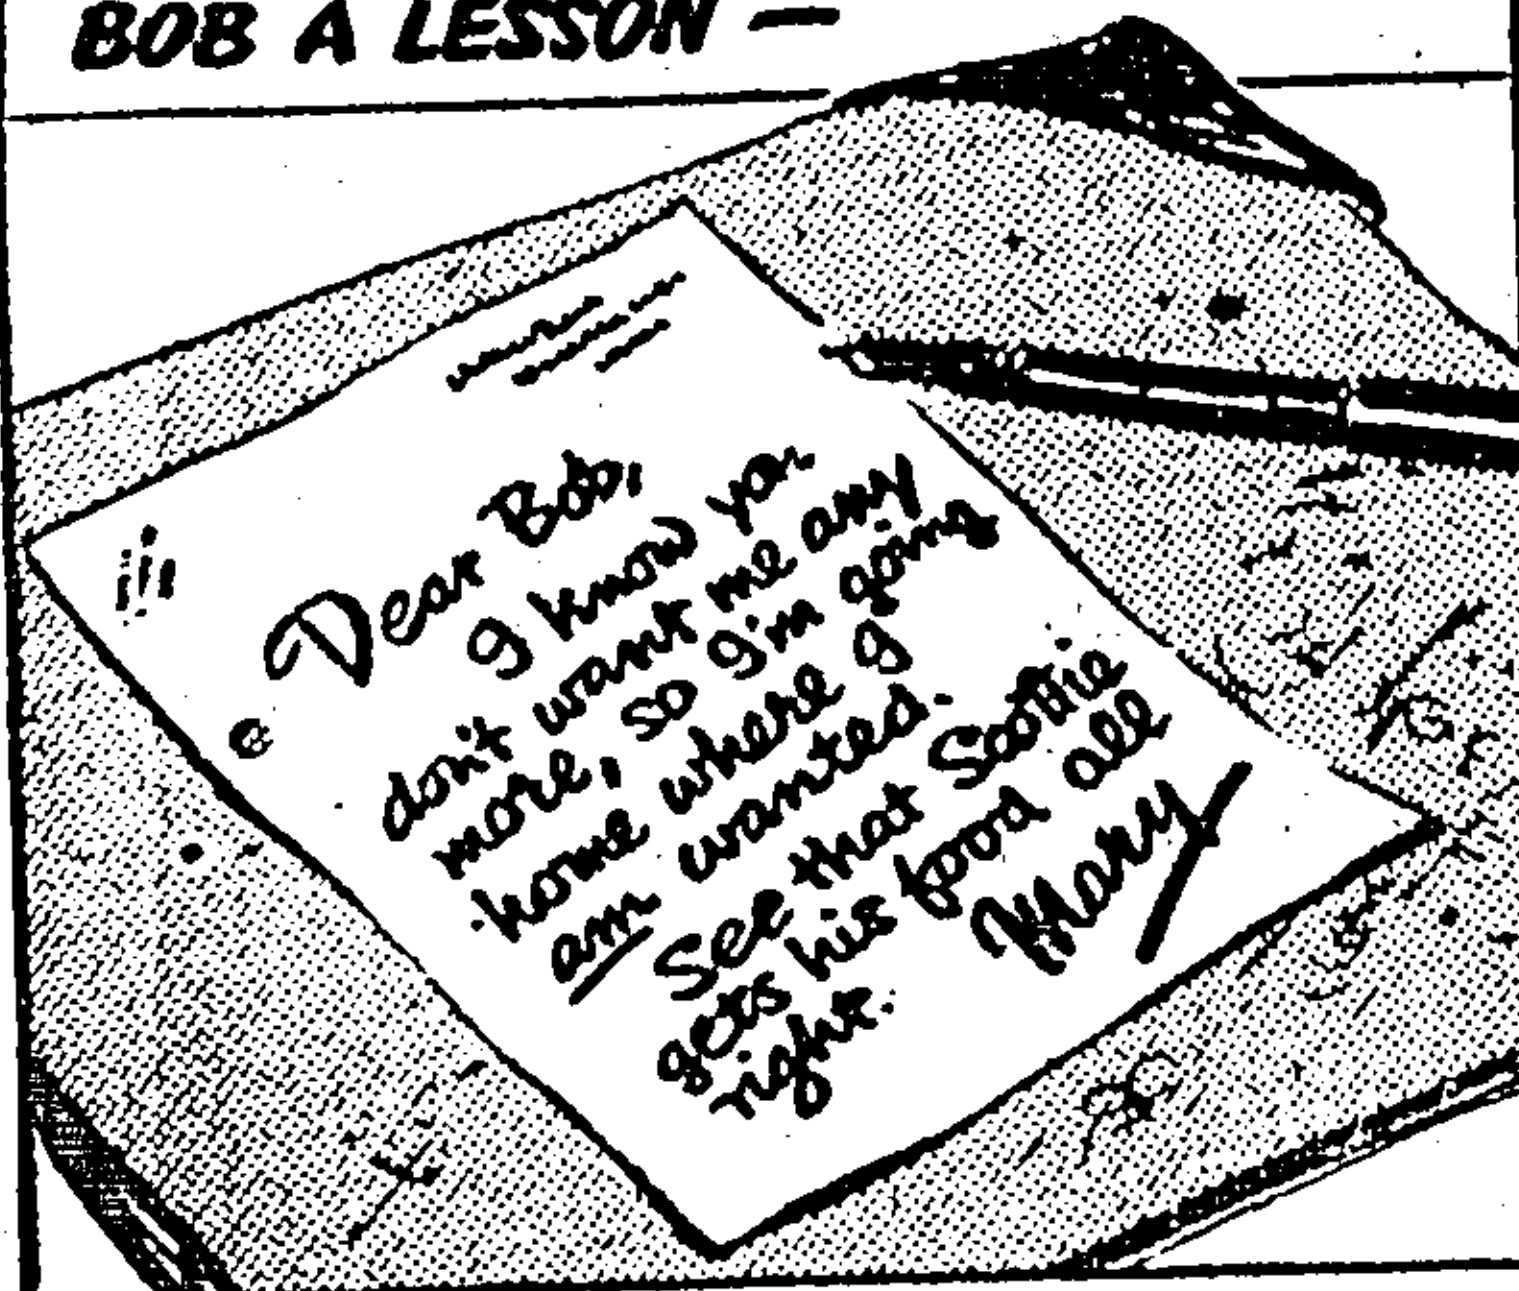 BOB A LESSON —
Dear Bob,
I know you
don't want me any
more, so I'm going
home where I
am wanted.
See that Scottie
gets his food all
right.
Mary